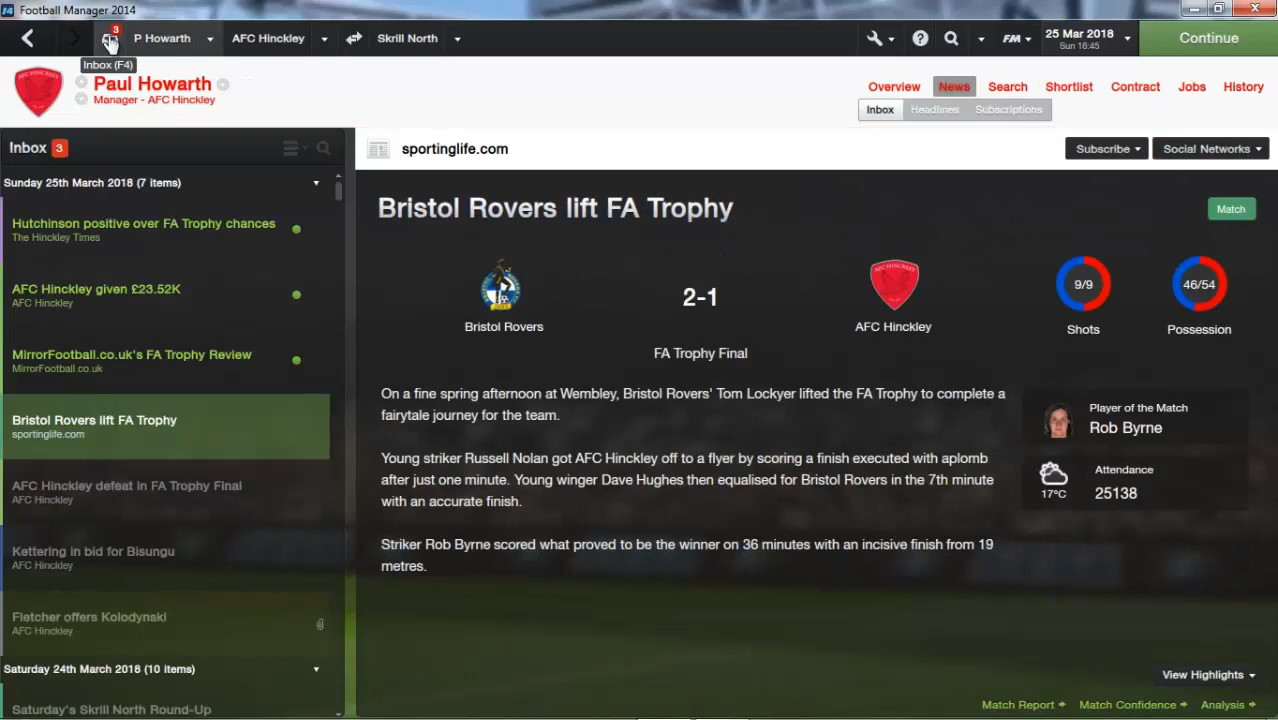 Football Manager 2014
3
P Howarth
AFC Hinckley
Skrill North
FM
25 Mar 2018
Sun 16:45
Continue
Inbox (F4)
Paul Howarth
Manager - AFC Hinckley
Overview
News
Search
Shortlist
Contract
Jobs
History
Inbox
Headlines
Subscriptions
Inbox 3
Sunday 25th March 2018 (7 items)
Hutchinson positive over FA Trophy chances
The Hinckley Times
AFC Hinckley given £23.52K
AFC Hinckley
MirrorFootball.co.uk's FA Trophy Review
MirrorFootball.co.uk
Bristol Rovers lift FA Trophy
sportinglife.com
AFC Hinckley defeat in FA Trophy Final
AFC Hinckley
Kettering in bid for Bisungu
AFC Hinckley
Fletcher offers Kolodynski
AFC Hinckley
Saturday 24th March 2018 (10 items)
Saturday's Skrill North Round-Up
sportinglife.com
Subscribe
Social Networks
Bristol Rovers lift FA Trophy
Match
2-1
9/9
46/54
Bristol Rovers
AFC Hinckley
Shots
Possession
FA Trophy Final
On a fine spring afternoon at Wembley, Bristol Rovers' Tom Lockyer lifted the FA Trophy to complete a
fairytale journey for the team.
Young striker Russell Nolan got AFC Hinckley off to a flyer by scoring a finish executed with aplomb
after just one minute. Young winger Dave Hughes then equalised for Bristol Rovers in the 7th minute
with an accurate finish.
Striker Rob Byrne scored what proved to be the winner on 36 minutes with an incisive finish from 19
metres.
Player of the Match
Rob Byrne
Attendance
17°C
25138
View Highlights
Match Report
Match Confidence
Analysis